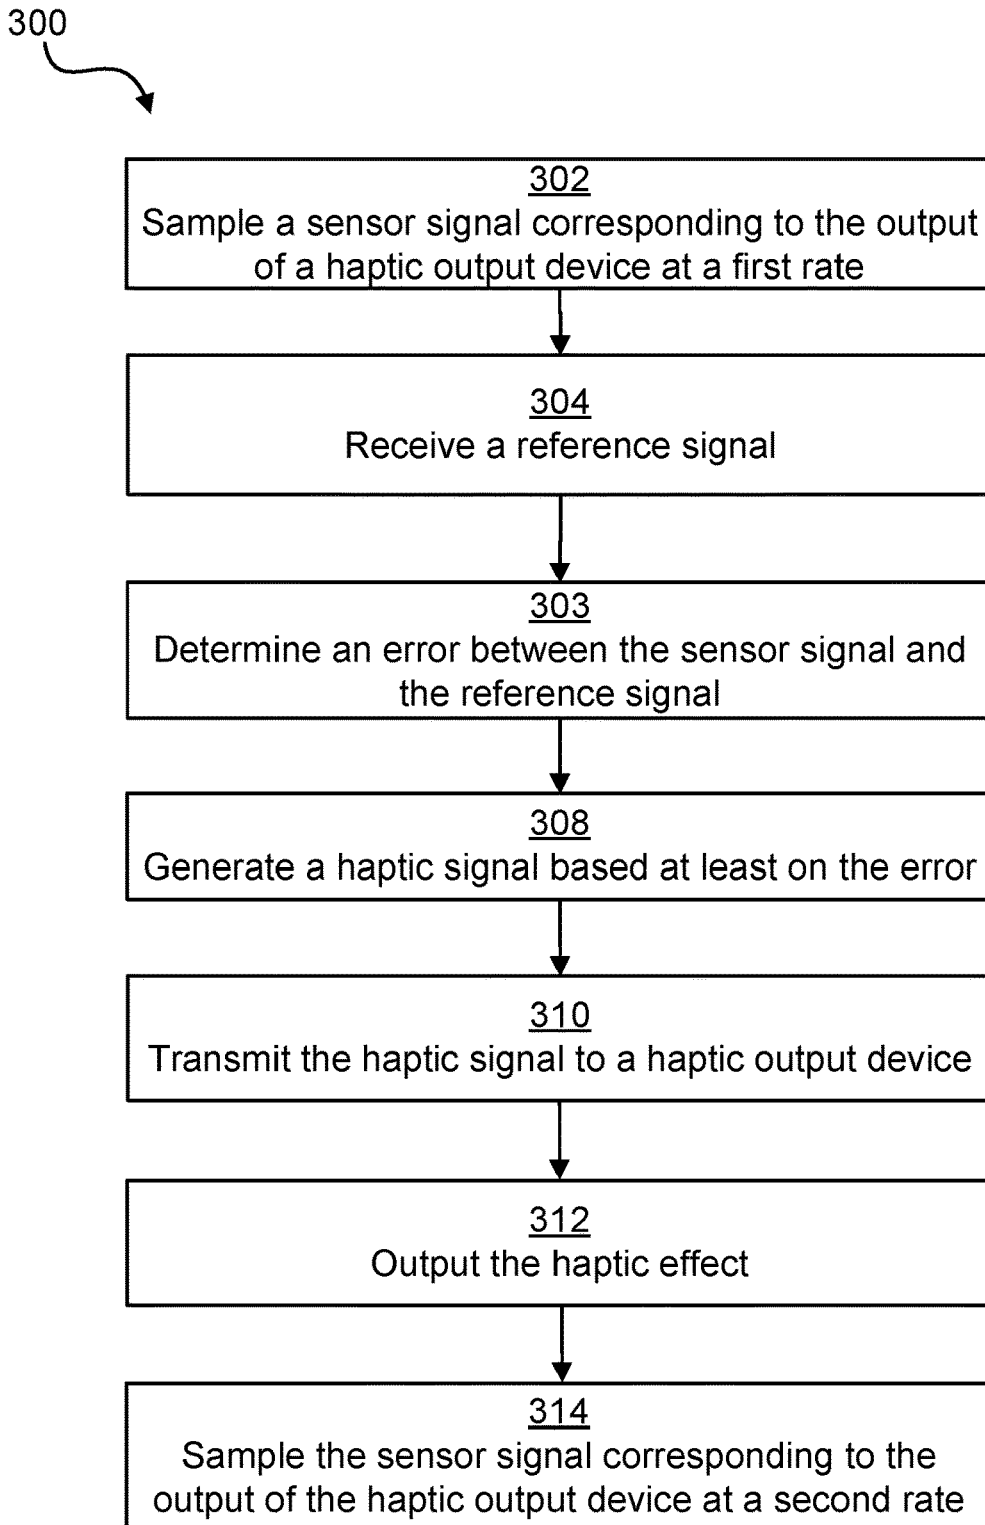 300
302
Sample a sensor signal corresponding to the output
of a haptic output device at a first rate
304
Receive a reference signal
303
Determine an error between the sensor signal and
the reference signal
308
Generate a haptic signal based at least on the error
310
Transmit the haptic signal to a haptic output device
312
Output the haptic effect
314
Sample the sensor signal corresponding to the
output of the haptic output device at a second rate